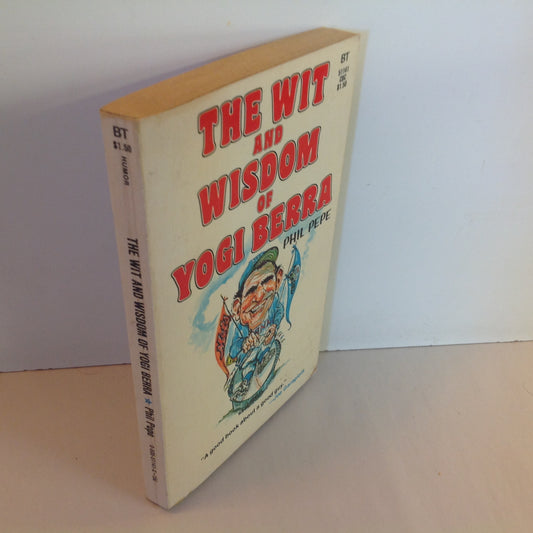 BT
$1.50
HUMOR
THE WIT AND WISDOM OF YOGI BERRA ★ Phil Pepe
BT
$1.50
THE WIT
AND
WISDOM
OF
YOGI BERRA
PHIL PEPE
"A good book about a good guy"